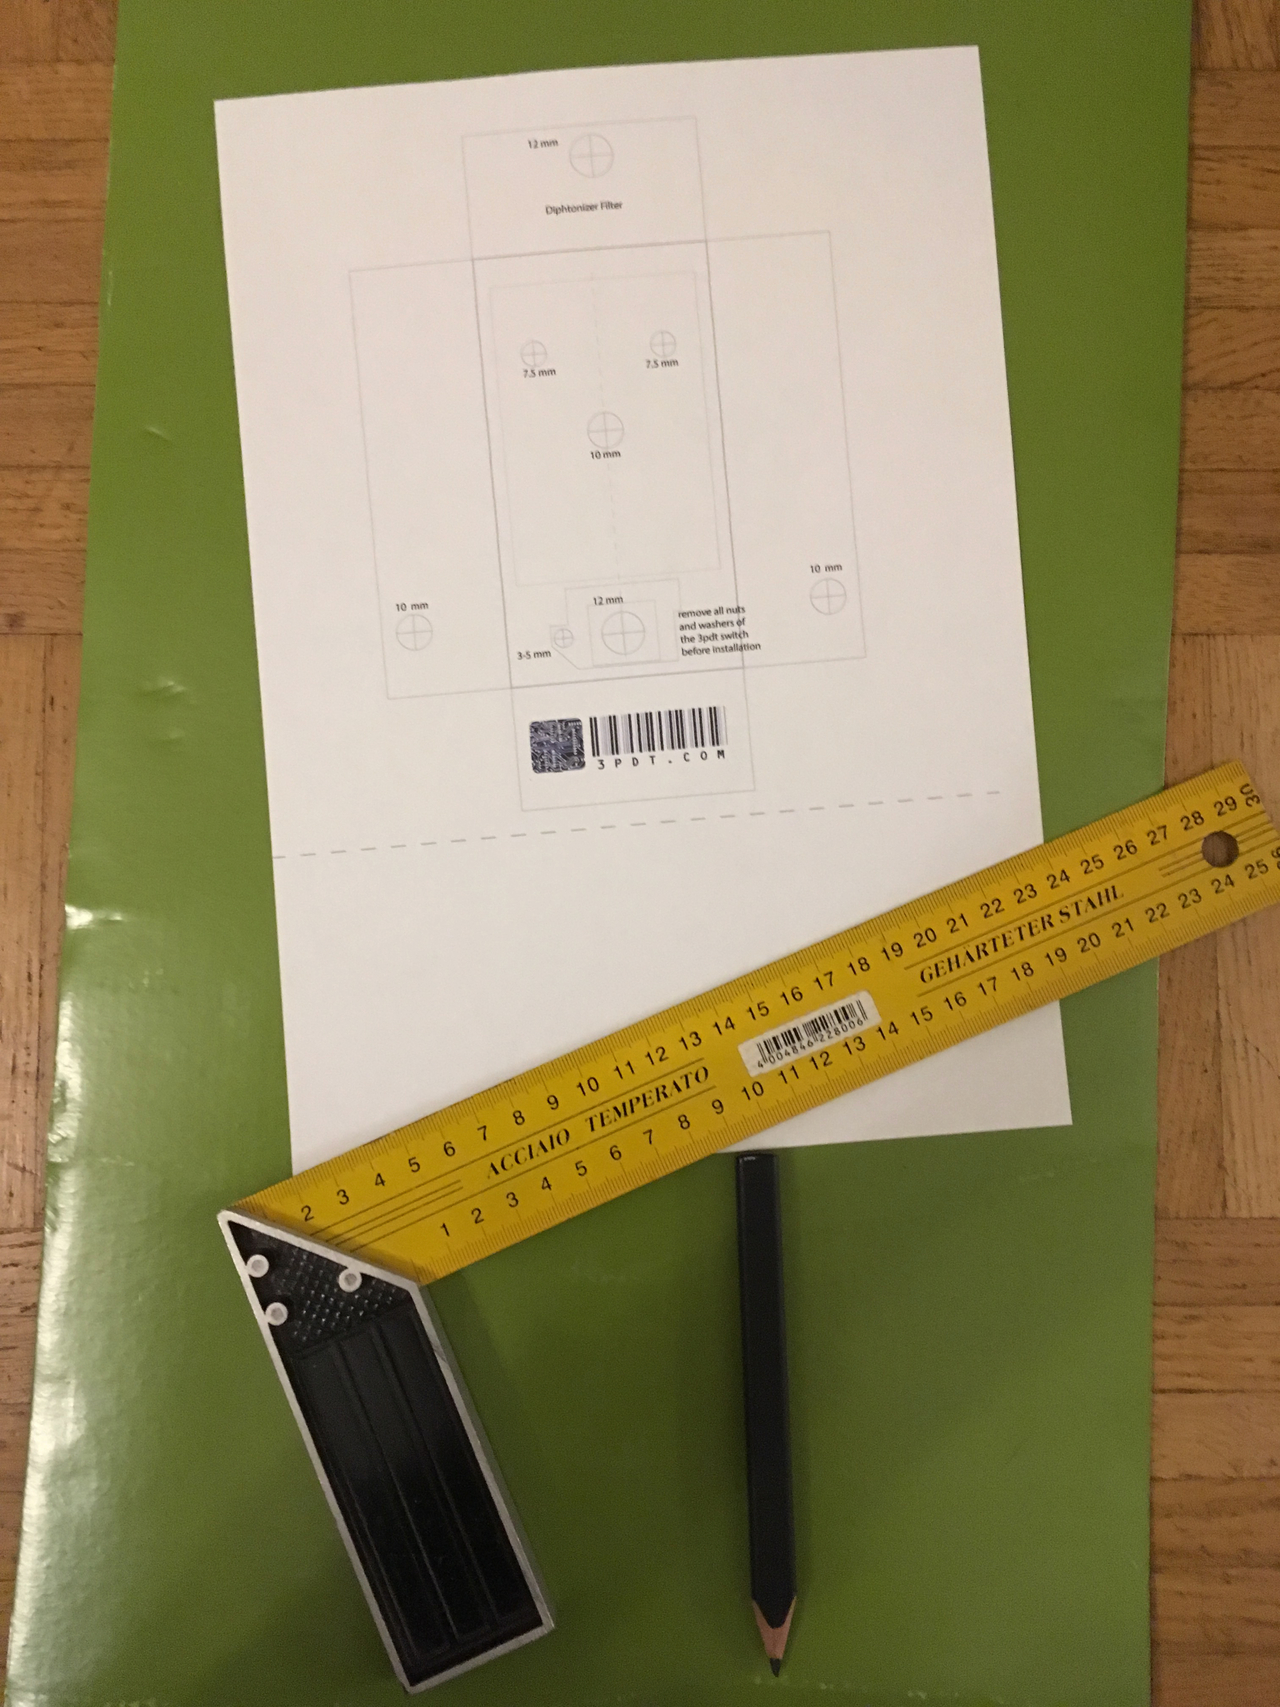 12 mm
Diphtonizer Filter
7.5 mm
7.5 mm
10 mm
10 mm
10 mm
12 mm
3-5 mm
remove all nuts
and washers of
the 3pdt switch
before installation
3PDT.COM
2 3 4 5 6 7 8 9 10 11 12 13 14 15 16 17 18 19 20 21 22 23 24 25 26 27 28 29 30
ACCIAIO TEMPERATO
4004846228006
GEHÄRTETER STAHL
1 2 3 4 5 6 7 8 9 10 11 12 13 14 15 16 17 18 19 20 21 22 23 24 25 26